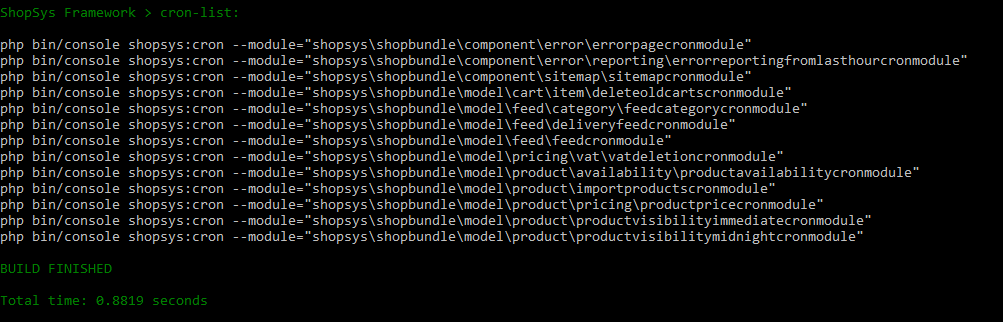 ShopSys Framework > cron-list:
php bin/console shopsys:cron --module="shopsys\shopbundle\component\error\errorpagecronmodule"
php bin/console shopsys:cron --module="shopsys\shopbundle\component\error\reporting\errorreportingfromlasthourcronmodule"
php bin/console shopsys:cron --module="shopsys\shopbundle\component\sitemap\sitemapcronmodule"
php bin/console shopsys:cron --module="shopsys\shopbundle\model\cart\item\deleteoldcartscronmodule"
php bin/console shopsys:cron --module="shopsys\shopbundle\model\feed\category\feedcategorycronmodule"
php bin/console shopsys:cron --module="shopsys\shopbundle\model\feed\deliveryfeedcronmodule"
php bin/console shopsys:cron --module="shopsys\shopbundle\model\feed\feedcronmodule"
php bin/console shopsys:cron --module="shopsys\shopbundle\model\pricing\vat\vatdeletioncronmodule"
php bin/console shopsys:cron --module="shopsys\shopbundle\model\product\availability\productavailabilitycronmodule"
php bin/console shopsys:cron --module="shopsys\shopbundle\model\product\importproductscronmodule"
php bin/console shopsys:cron --module="shopsys\shopbundle\model\product\pricing\productpricecronmodule"
php bin/console shopsys:cron --module="shopsys\shopbundle\model\product\productvisibilityimmediatecronmodule"
php bin/console shopsys:cron --module="shopsys\shopbundle\model\product\productvisibilitymidnightcronmodule"
BUILD FINISHED
Total time: 0.8819 seconds